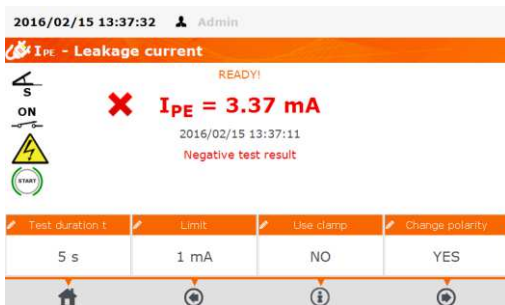 2016/02/15 13:37:32 Admin
IPE - Leakage current
READY!
S
ON
IPE = 3.37 mA
2016/02/15 13:37:11
Negative test result
START
Test duration t Limit Use clamp Change polarity
5 s 1 mA NO YES